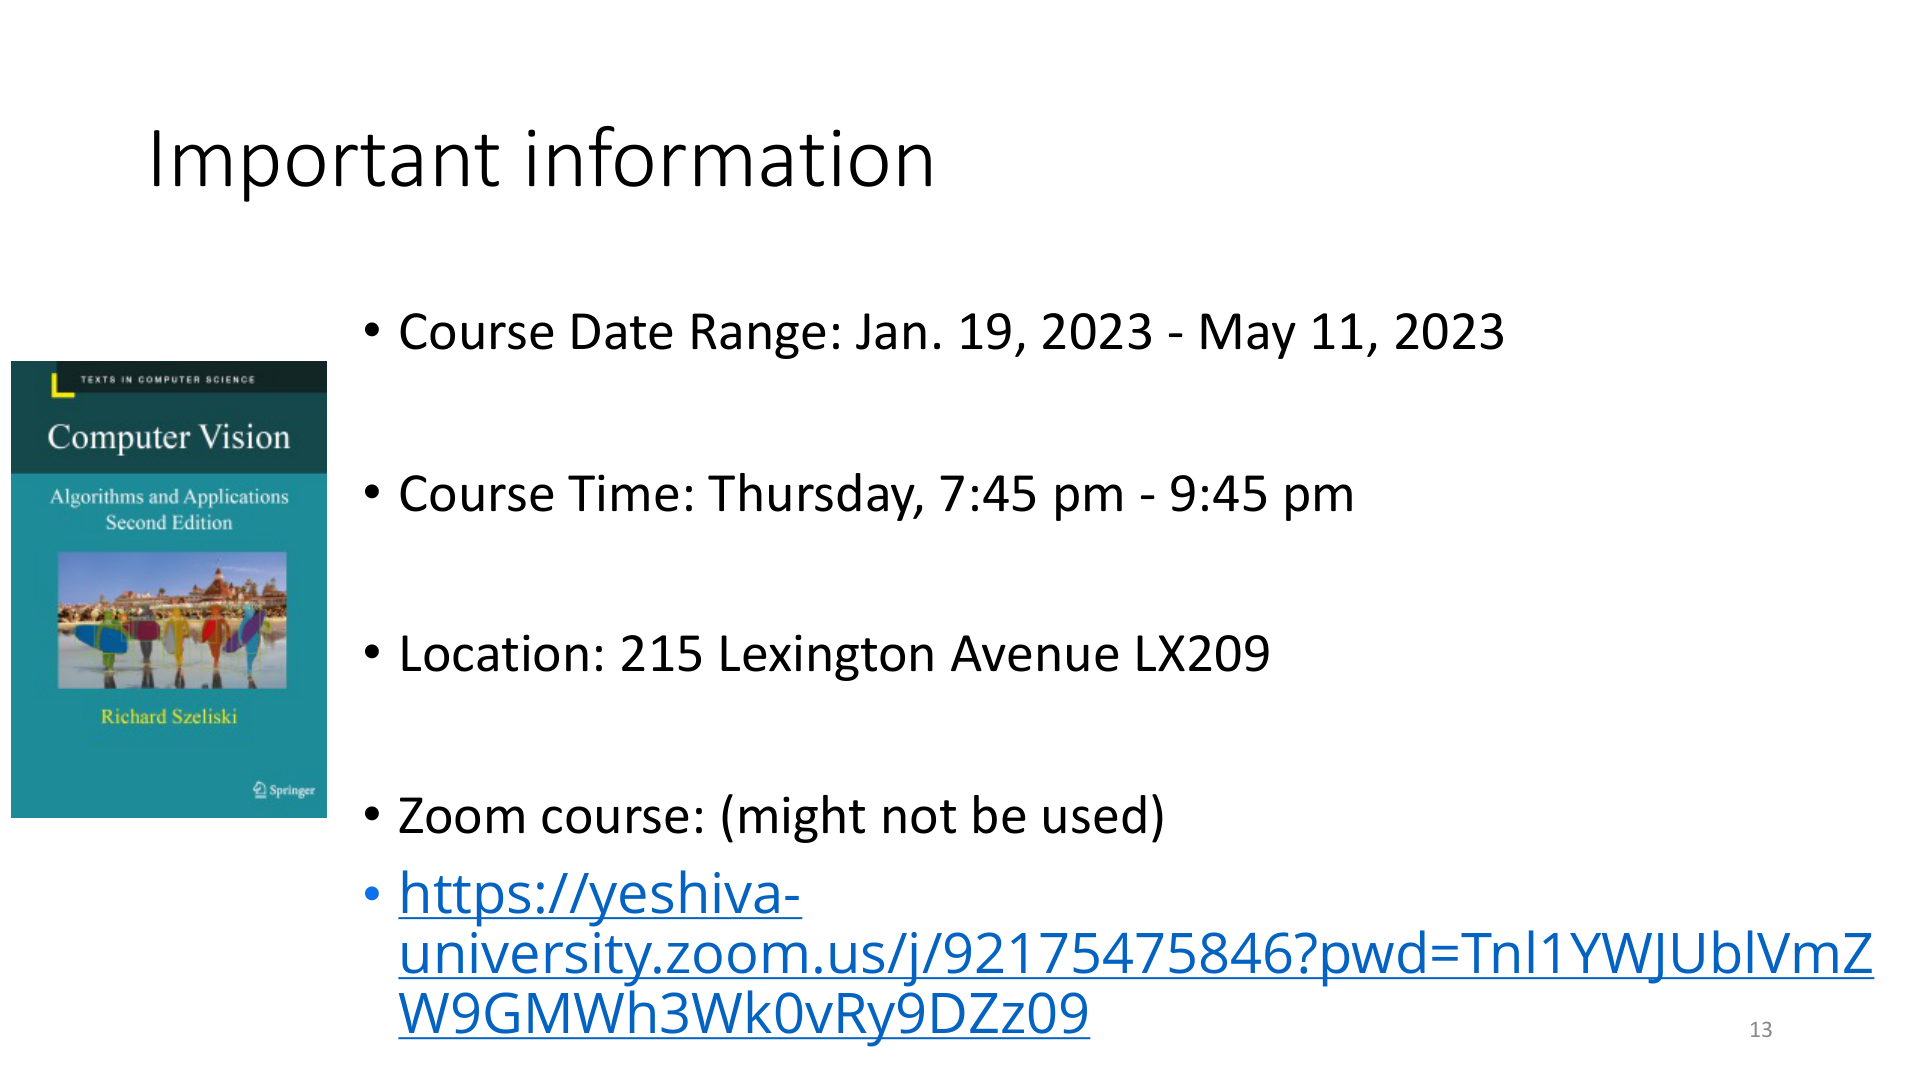 Important information
• Course Date Range: Jan. 19, 2023 - May 11, 2023
TEXTS IN COMPUTER SCIENCE
Computer Vision
Algorithms and Applications
Second Edition
Richard Szeliski
Springer
• Course Time: Thursday, 7:45 pm - 9:45 pm
• Location: 215 Lexington Avenue LX209
• Zoom course: (might not be used)
• https://yeshiva-
university.zoom.us/j/92175475846?pwd=Tnl1YWJUblVmZ
W9GMWh3Wk0vRy9DZz09
13